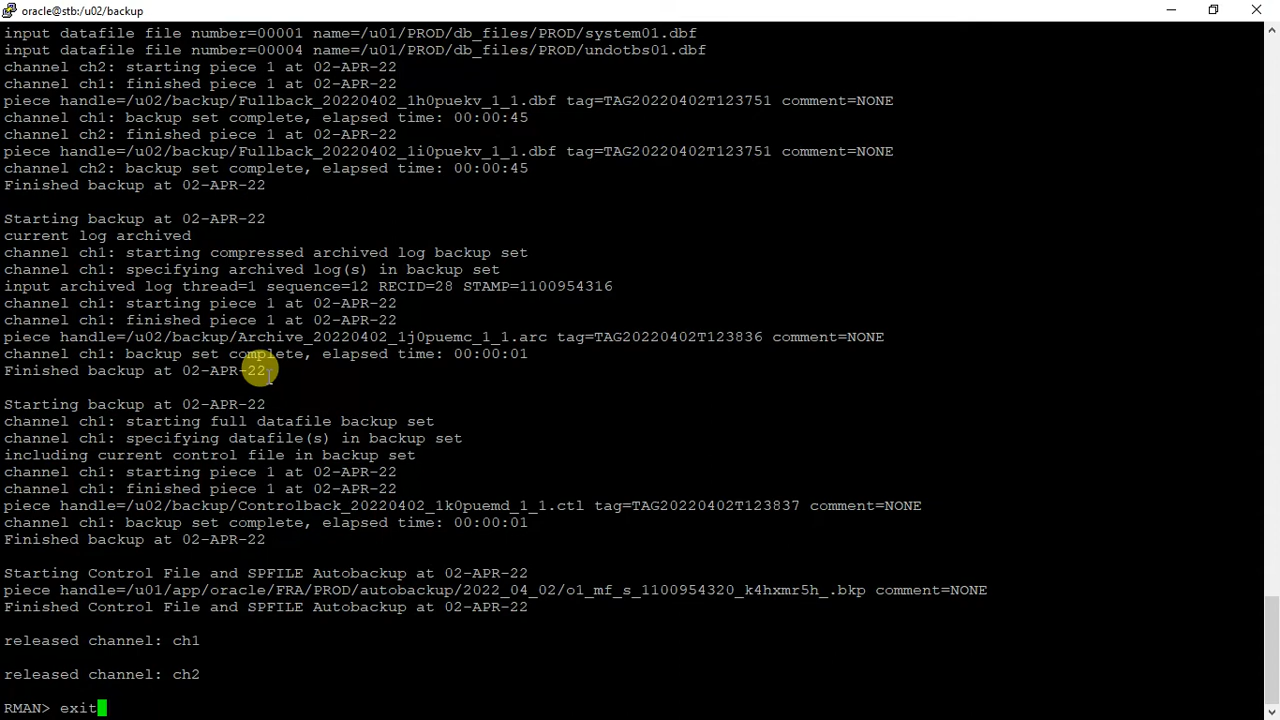 oracle@stb:/u02/backup
input datafile file number=00001 name=/u01/PROD/db_files/PROD/system01.dbf
input datafile file number=00004 name=/u01/PROD/db_files/PROD/undotbs01.dbf
channel ch2: starting piece 1 at 02-APR-22
channel ch1: finished piece 1 at 02-APR-22
piece handle=/u02/backup/Fullback_20220402_1h0puekv_1_1.dbf tag=TAG20220402T123751 comment=NONE
channel ch1: backup set complete, elapsed time: 00:00:45
channel ch2: finished piece 1 at 02-APR-22
piece handle=/u02/backup/Fullback_20220402_1i0puekv_1_1.dbf tag=TAG20220402T123751 comment=NONE
channel ch2: backup set complete, elapsed time: 00:00:45
Finished backup at 02-APR-22
Starting backup at 02-APR-22
current log archived
channel ch1: starting compressed archived log backup set
channel ch1: specifying archived log(s) in backup set
input archived log thread=1 sequence=12 RECID=28 STAMP=1100954316
channel ch1: starting piece 1 at 02-APR-22
channel ch1: finished piece 1 at 02-APR-22
piece handle=/u02/backup/Archive_20220402_1j0puemc_1_1.arc tag=TAG20220402T123836 comment=NONE
channel ch1: backup set complete, elapsed time: 00:00:01
Finished backup at 02-APR-22
Starting backup at 02-APR-22
channel ch1: starting full datafile backup set
channel ch1: specifying datafile(s) in backup set
including current control file in backup set
channel ch1: starting piece 1 at 02-APR-22
channel ch1: finished piece 1 at 02-APR-22
piece handle=/u02/backup/Controlback_20220402_1k0puemd_1_1.ctl tag=TAG20220402T123837 comment=NONE
channel ch1: backup set complete, elapsed time: 00:00:01
Finished backup at 02-APR-22
Starting Control File and SPFILE Autobackup at 02-APR-22
piece handle=/u01/app/oracle/FRA/PROD/autobackup/2022_04_02/o1_mf_s_1100954320_k4hxmr5h_.bkp comment=NONE
Finished Control File and SPFILE Autobackup at 02-APR-22
released channel: ch1
released channel: ch2
RMAN> exit